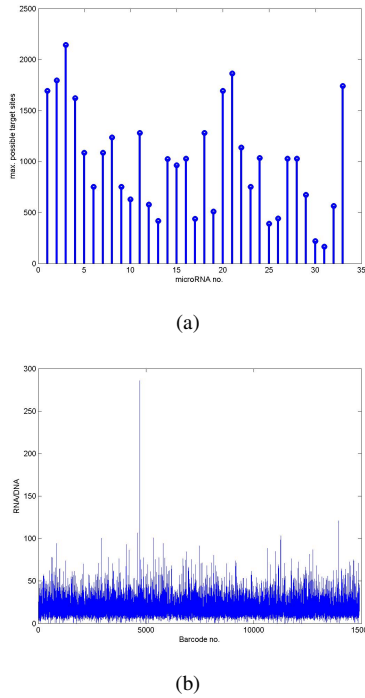 2500
2000
1500
1000
500
0
max. possible target sites
0 5 10 15 20 25 30 35
microRNA no.
(a)
300
250
200
150
100
50
0
RNA/DNA
0 5000 10000 1500
Barcode no.
(b)